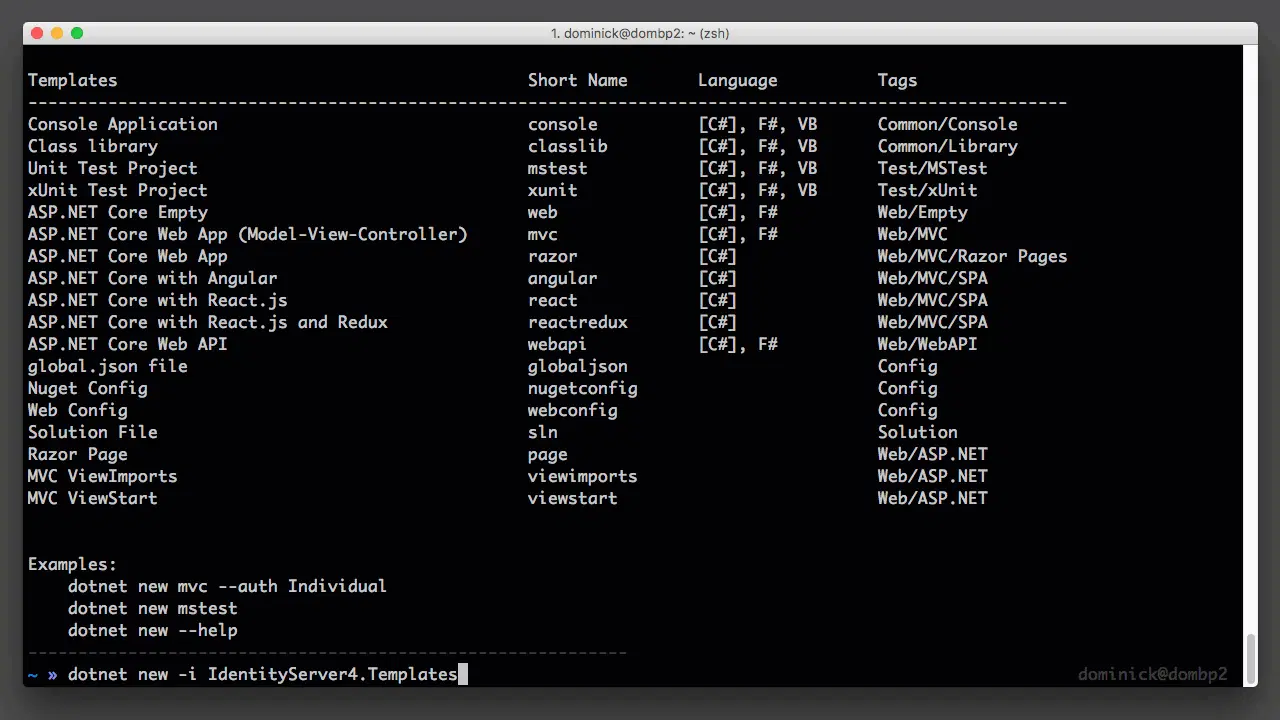 1. dominick@dombp2: ~ (zsh)
Templates Short Name Language Tags
---------------------------------------------------------------------------------------------------------
Console Application console [C#], F#, VB Common/Console
Class library classlib [C#], F#, VB Common/Library
Unit Test Project mstest [C#], F#, VB Test/MSTest
xUnit Test Project xunit [C#], F#, VB Test/xUnit
ASP.NET Core Empty web [C#], F# Web/Empty
ASP.NET Core Web App (Model-View-Controller) mvc [C#], F# Web/MVC
ASP.NET Core Web App razor [C#] Web/MVC/Razor Pages
ASP.NET Core with Angular angular [C#] Web/MVC/SPA
ASP.NET Core with React.js react [C#] Web/MVC/SPA
ASP.NET Core with React.js and Redux reactredux [C#] Web/MVC/SPA
ASP.NET Core Web API webapi [C#], F# Web/WebAPI
global.json file globaljson Config
Nuget Config nugetconfig Config
Web Config webconfig Config
Solution File sln Solution
Razor Page page Web/ASP.NET
MVC ViewImports viewimports Web/ASP.NET
MVC ViewStart viewstart Web/ASP.NET
Examples:
dotnet new mvc --auth Individual
dotnet new mstest
dotnet new --help
------------------------------------------------------------
~ » dotnet new -i IdentityServer4.Templates dominick@dombp2